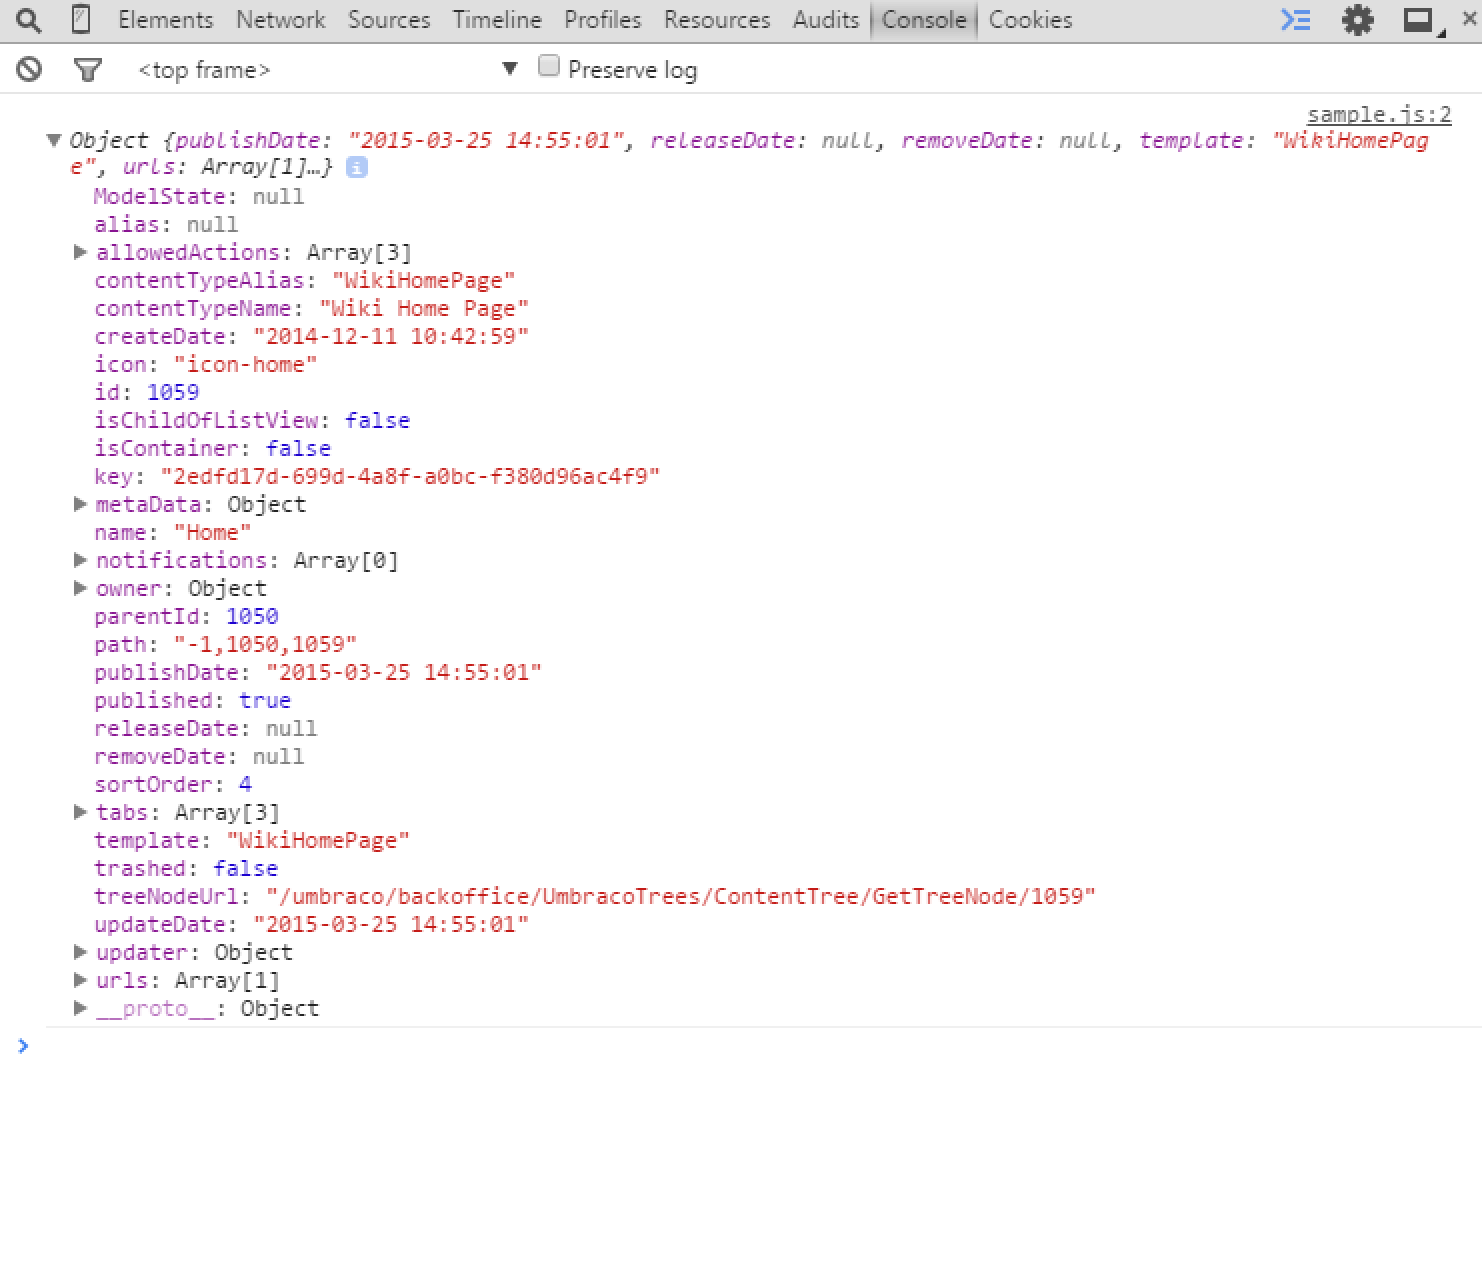 Elements Network Sources Timeline Profiles Resources Audits Console Cookies
<top frame> Preserve log
sample.js:2
Object {publishDate: "2015-03-25 14:55:01", releaseDate: null, removeDate: null, template: "WikiHomePag
e", urls: Array[1]…} i
ModelState: null
alias: null
allowedActions: Array[3]
contentTypeAlias: "WikiHomePage"
contentTypeName: "Wiki Home Page"
createDate: "2014-12-11 10:42:59"
icon: "icon-home"
id: 1059
isChildOfListView: false
isContainer: false
key: "2edfd17d-699d-4a8f-a0bc-f380d96ac4f9"
metaData: Object
name: "Home"
notifications: Array[0]
owner: Object
parentId: 1050
path: "-1,1050,1059"
publishDate: "2015-03-25 14:55:01"
published: true
releaseDate: null
removeDate: null
sortOrder: 4
tabs: Array[3]
template: "WikiHomePage"
trashed: false
treeNodeUrl: "/umbraco/backoffice/UmbracoTrees/ContentTree/GetTreeNode/1059"
updateDate: "2015-03-25 14:55:01"
updater: Object
urls: Array[1]
__proto__: Object